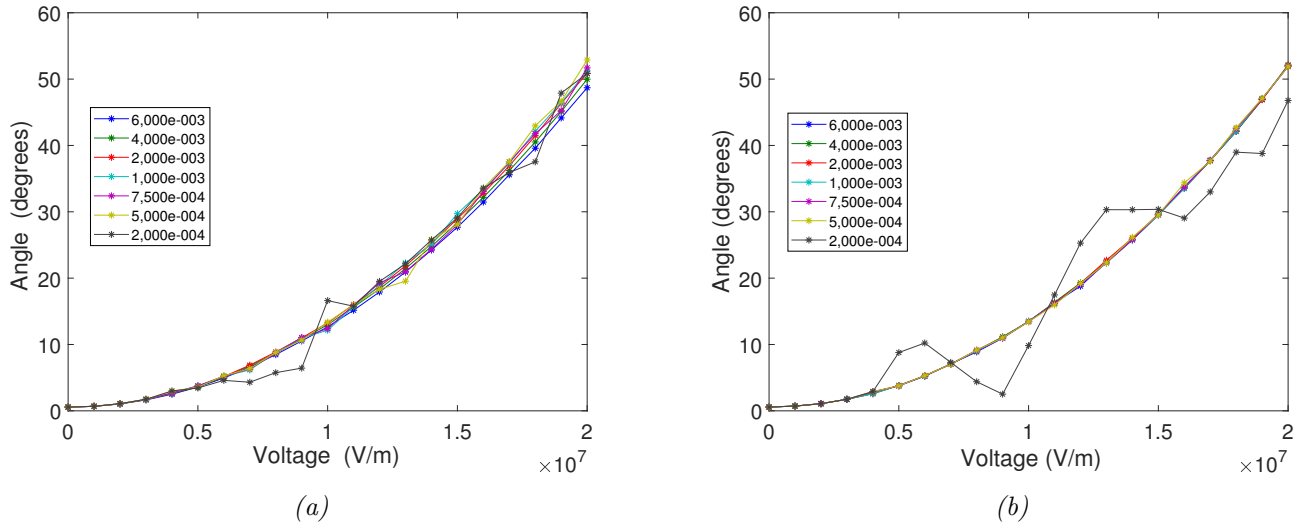 60
50
40
30
20
10
0
Angle (degrees)
6,000e-003
4,000e-003
2,000e-003
1,000e-003
7,500e-004
5,000e-004
2,000e-004
0 0.5 1 1.5 2
Voltage (V/m)
×10^7
(a)
60
50
40
30
20
10
0
Angle (degrees)
6,000e-003
4,000e-003
2,000e-003
1,000e-003
7,500e-004
5,000e-004
2,000e-004
0 0.5 1 1.5 2
Voltage (V/m)
×10^7
(b)